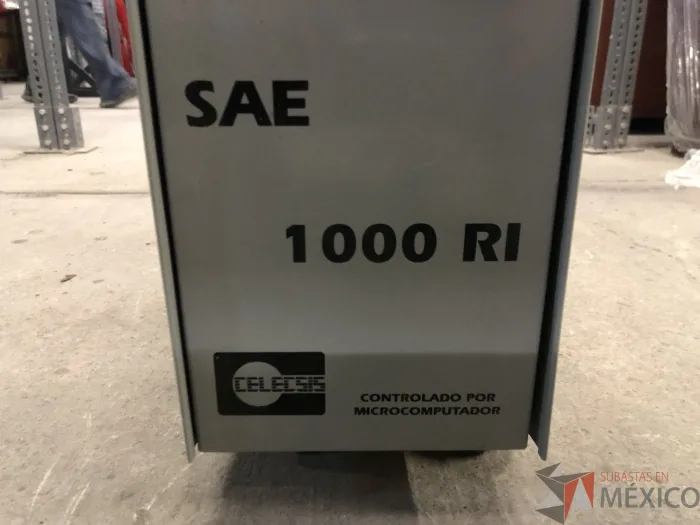 SAE
1000 RI
CELECSIS
CONTROLADO POR
MICROCOMPUTADOR
SUBASTAS EN
MÉXICO